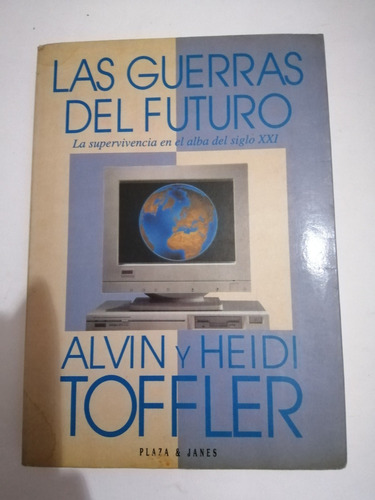 LAS GUERRAS
DEL FUTURO
La supervivencia en el alba del siglo XXI
ALVIN Y HEIDI
TOFFLER
PLAZA & JANES